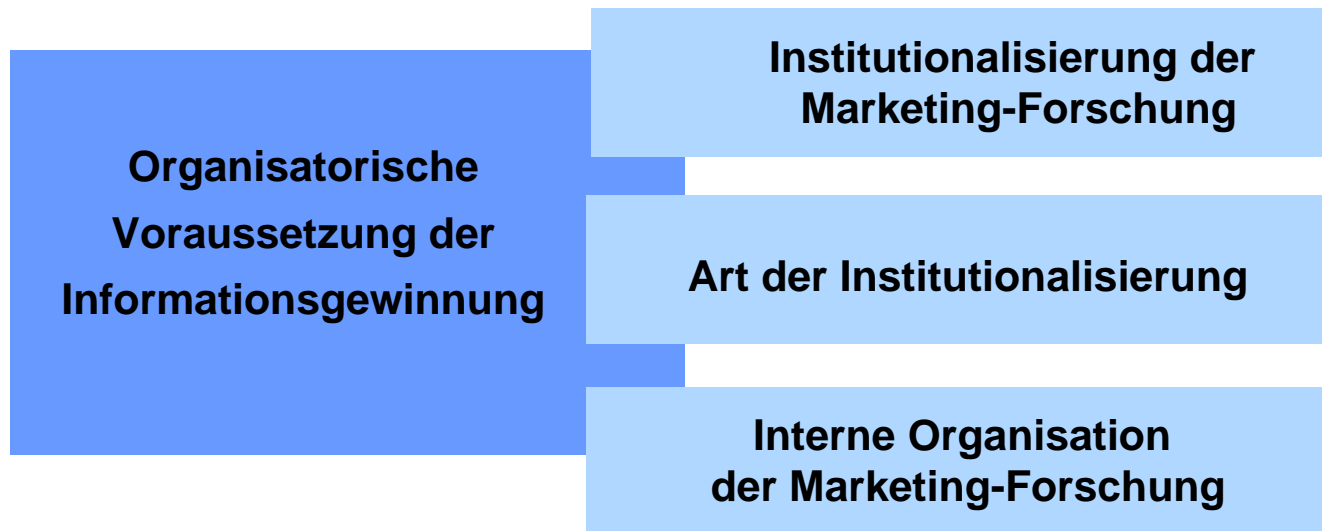 Organisatorische
Voraussetzung der
Informationsgewinnung
Institutionalisierung der
Marketing-Forschung
Art der Institutionalisierung
Interne Organisation
der Marketing-Forschung